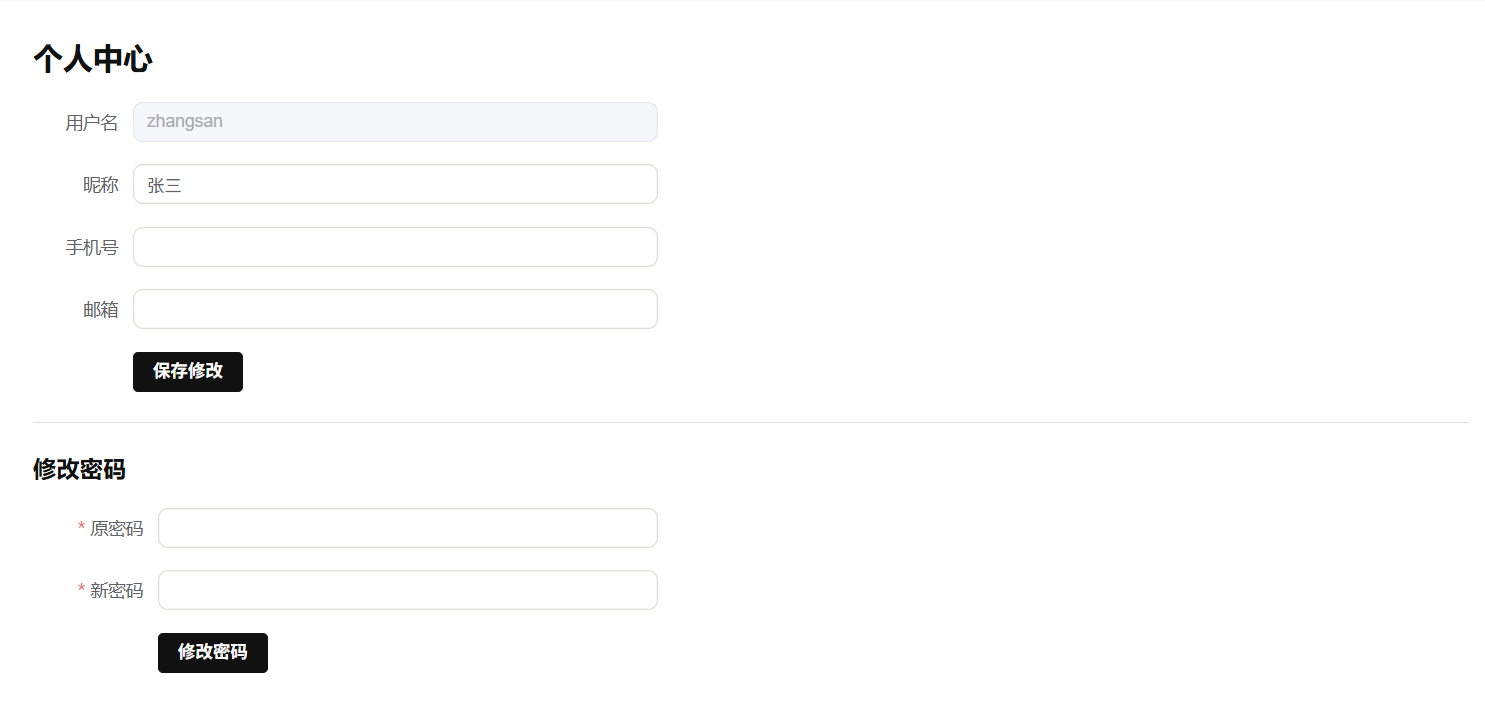 个人中心
用户名 zhangsan
昵称 张三
手机号
邮箱
保存修改
修改密码
* 原密码
* 新密码
修改密码